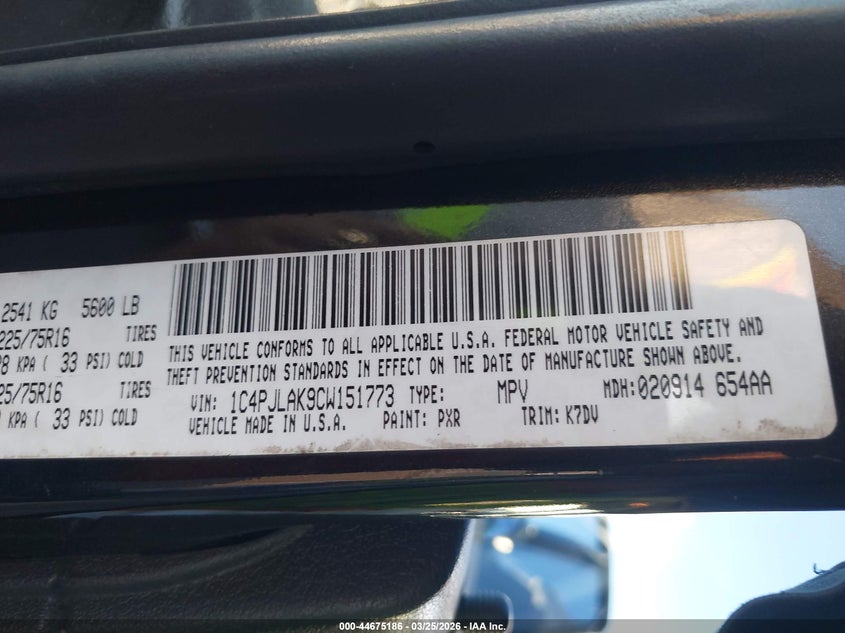 2541 KG 5600 LB
225/75R16 TIRES
KPA ( 33 PSI) COLD
25/75R16 TIRES
KPA ( 33 PSI) COLD
THIS VEHICLE CONFORMS TO ALL APPLICABLE U.S.A. FEDERAL MOTOR VEHICLE SAFETY AND
THEFT PREVENTION STANDARDS IN EFFECT ON THE DATE OF MANUFACTURE SHOWN ABOVE.
VIN: 1C4PJLAK9CW151773 TYPE: MPV MDH: 020914 654AA
VEHICLE MADE IN U.S.A. PAINT: PXR TRIM: K7DV
000-44675186 - 03/25/2026 - IAA Inc.